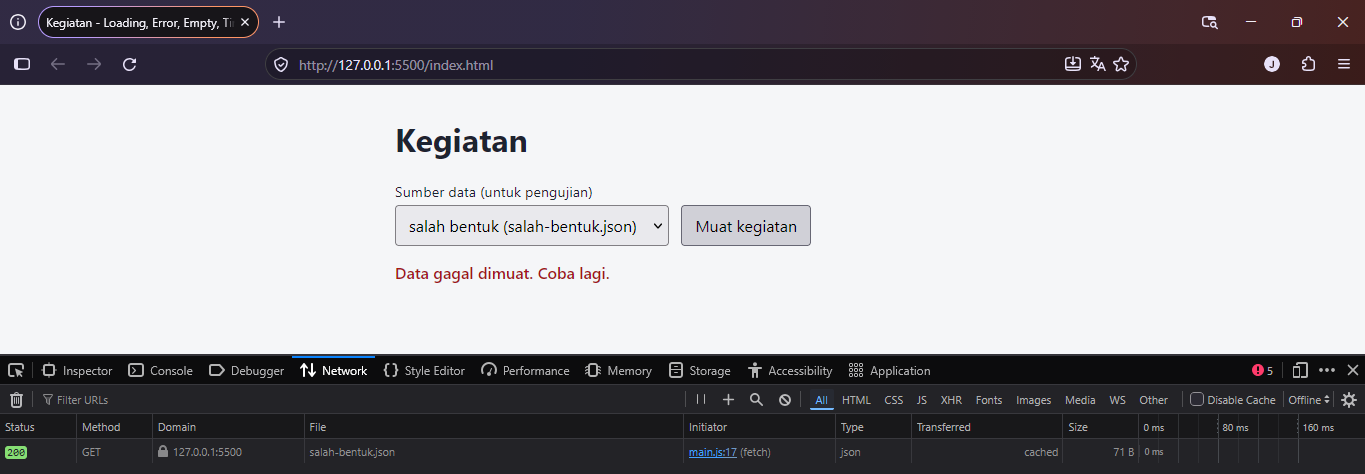 Kegiatan - Loading, Error, Empty, Tim
http://127.0.0.1:5500/index.html
J
Kegiatan
Sumber data (untuk pengujian)
salah bentuk (salah-bentuk.json) Muat kegiatan
Data gagal dimuat. Coba lagi.
Inspector Console Debugger Network Style Editor Performance Memory Storage Accessibility Application 5
Filter URLs All HTML CSS JS XHR Fonts Images Media WS Other Disable Cache Offline
Status Method Domain File Initiator Type Transferred Size 0 ms 80 ms 160 ms
200 GET 127.0.0.1:5500 salah-bentuk.json main.js:17 (fetch) json cached 71 B 0 ms